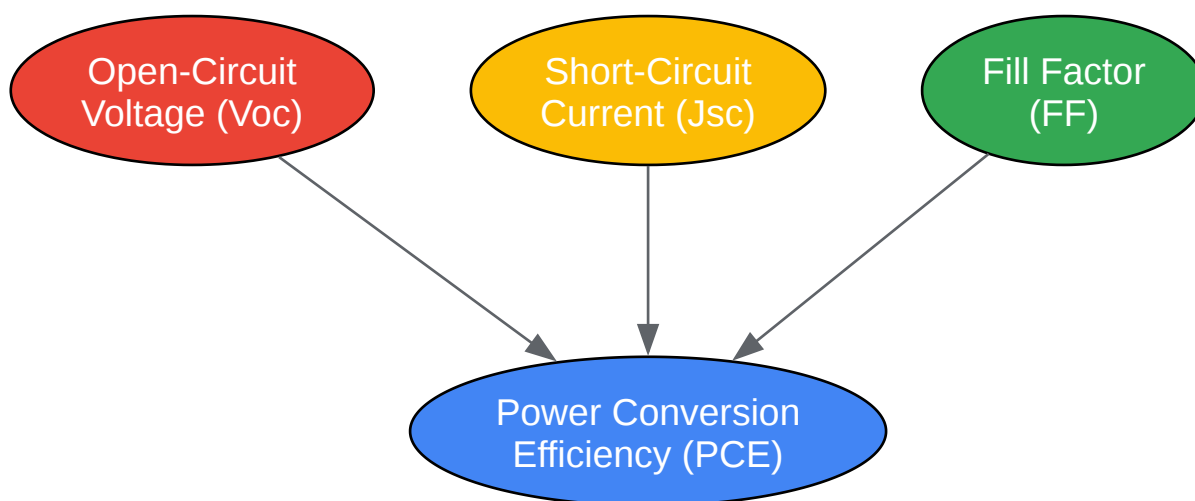 Open-Circuit
Voltage (Voc)
Short-Circuit
Current (Jsc)
Fill Factor
(FF)
Power Conversion
Efficiency (PCE)